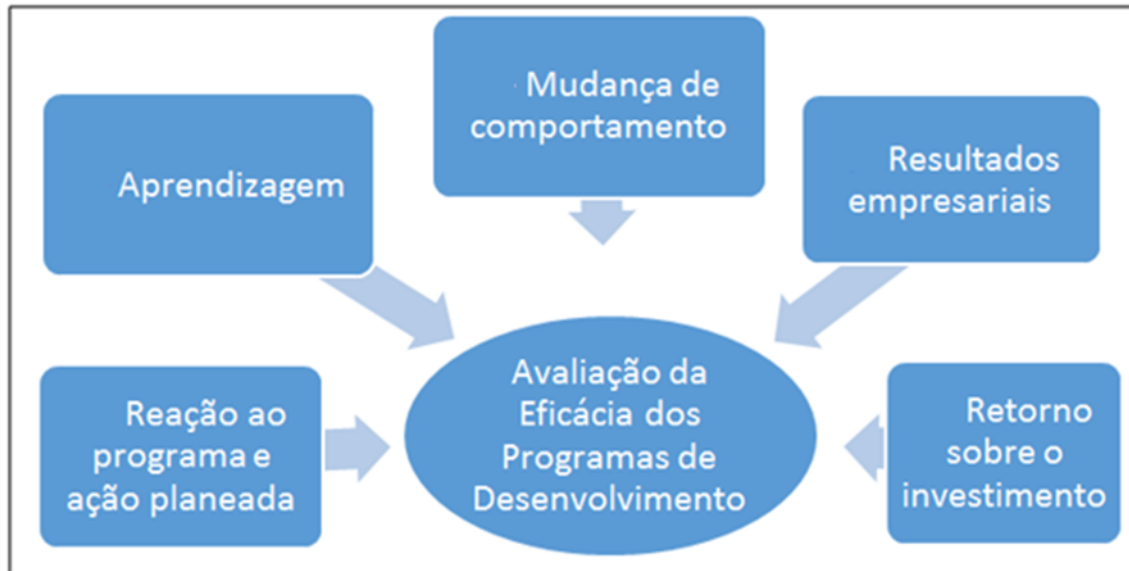 Mudança de
comportamento
Aprendizagem
Resultados
empresariais
Reação ao
programa e
ação planeada
Avaliação da
Eficácia dos
Programas de
Desenvolvimento
Retorno
sobre o
investimento